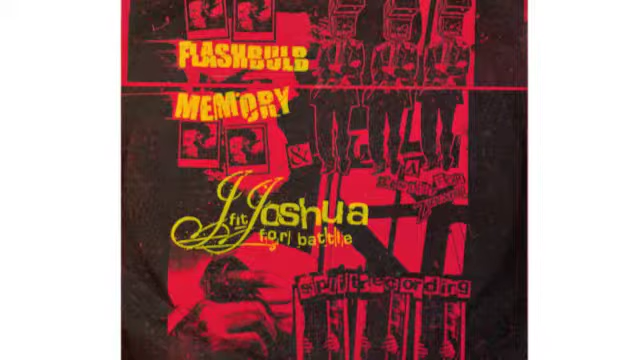 FLASHBULB
MEMORY
&
A
J fit Joshua
for battle
split recording